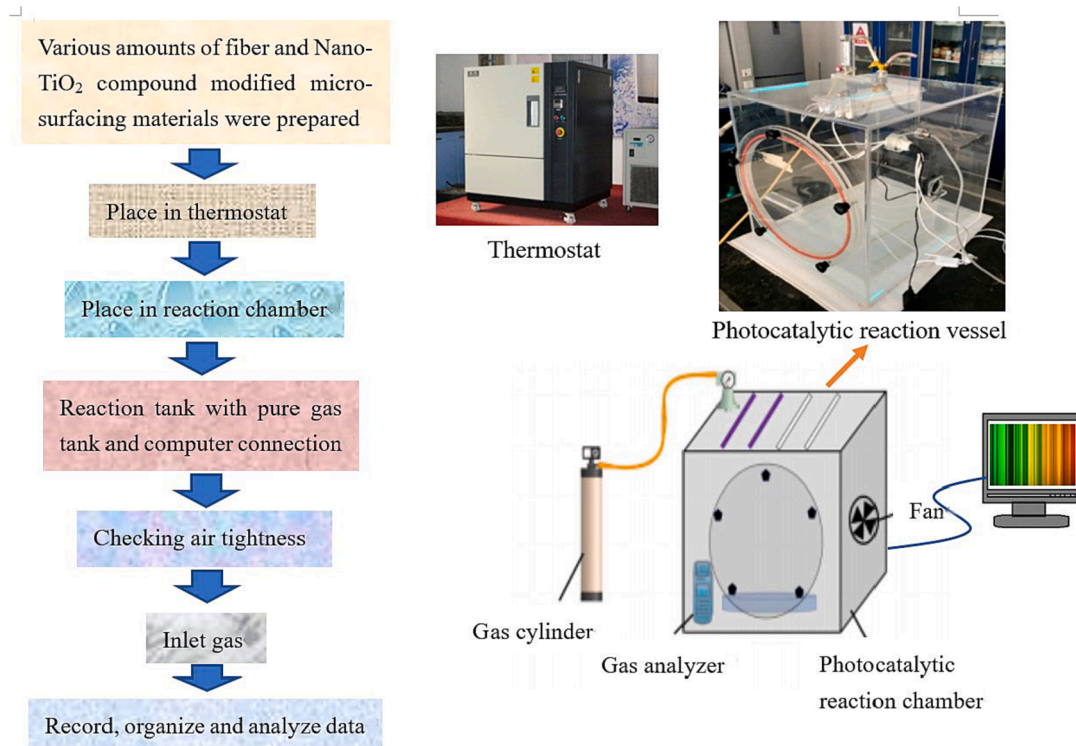 Various amounts of fiber and Nano-
TiO₂ compound modified micro-
surfacing materials were prepared
Place in thermostat
Place in reaction chamber
Reaction tank with pure gas
tank and computer connection
Checking air tightness
Inlet gas
Record, organize and analyze data
Thermostat
Photocatalytic reaction vessel
Fan
Gas cylinder
Gas analyzer
Photocatalytic
reaction chamber